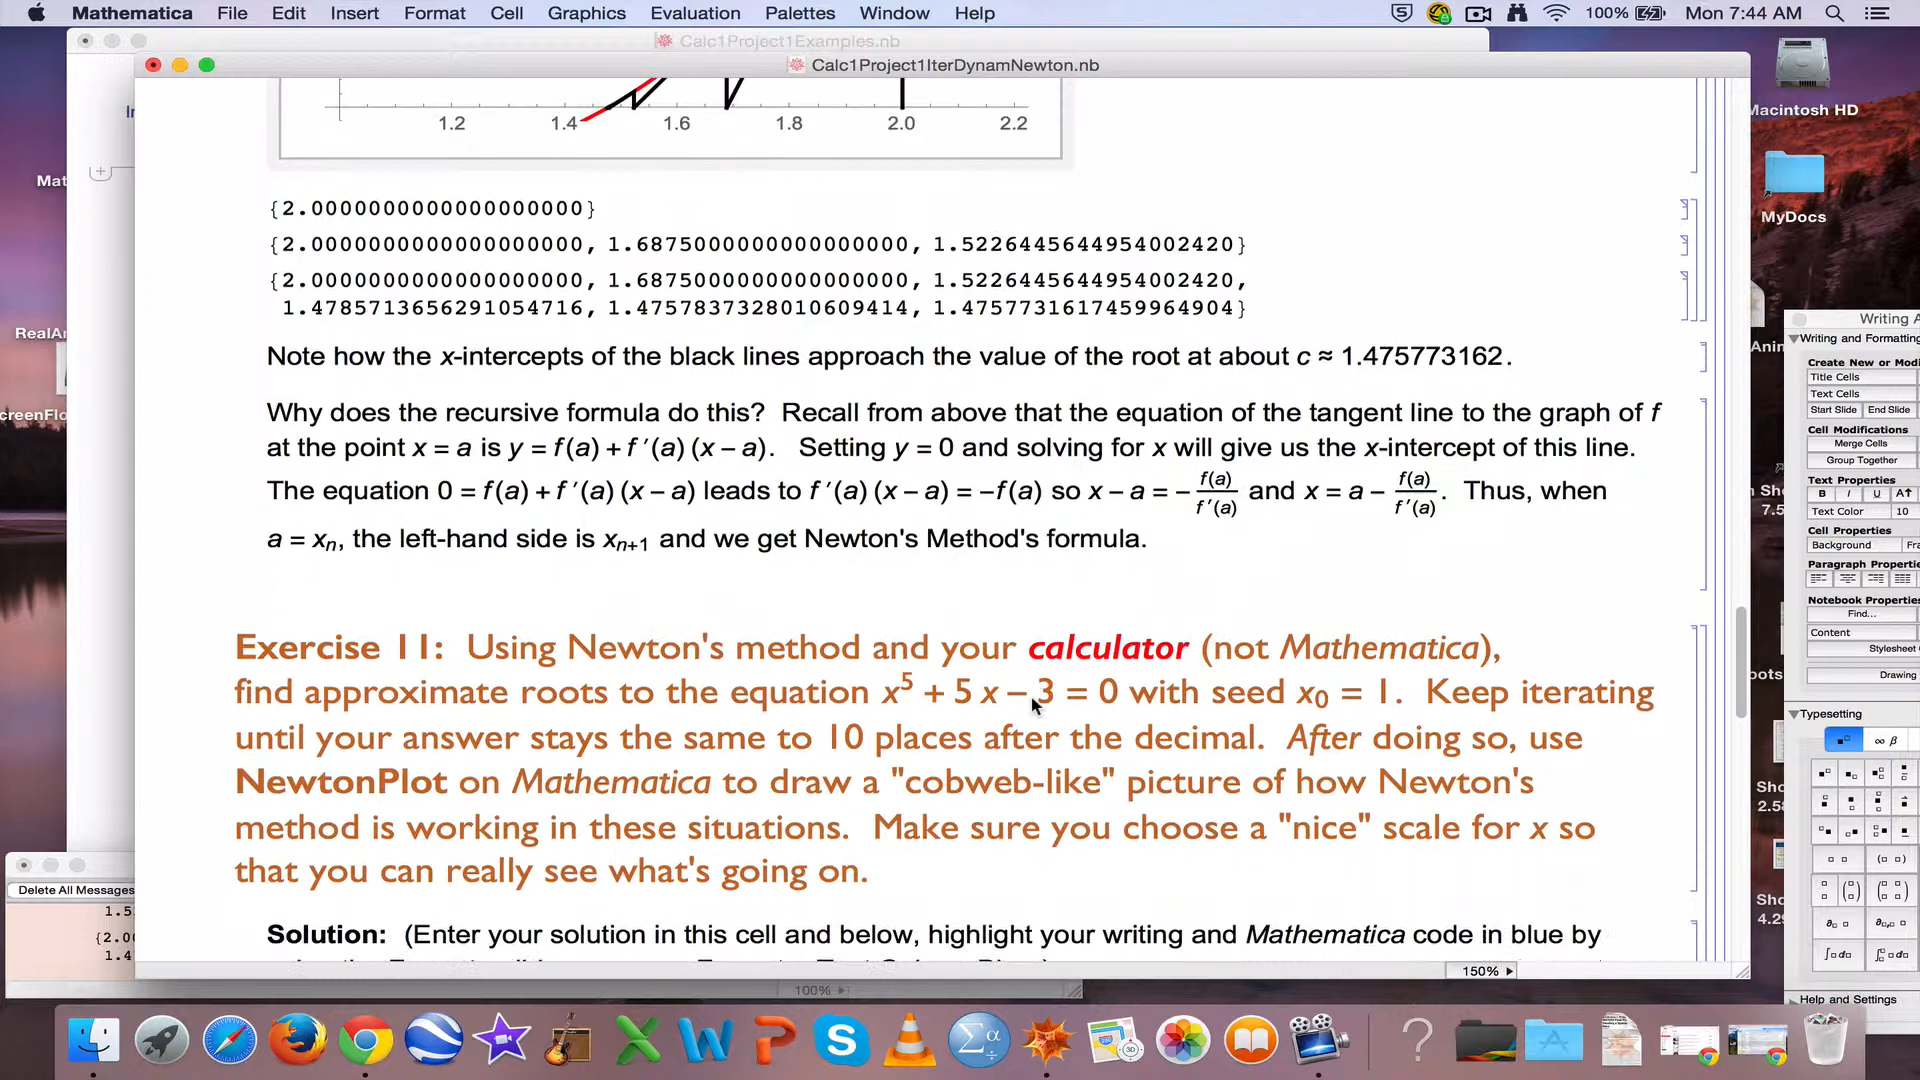 Mathematica File Edit Insert Format Cell Graphics Evaluation Palettes Window Help 100% Mon 7:44 AM
Calc1Project1Examples.nb
Calc1Project1IterDynamNewton.nb
1.2 1.4 1.6 1.8 2.0 2.2
Macintosh HD
MyDocs
{2.0000000000000000000}
{2.0000000000000000000, 1.6875000000000000000, 1.5226445644954002420}
{2.0000000000000000000, 1.6875000000000000000, 1.5226445644954002420,
1.4785713656291054716, 1.4757837328010609414, 1.4757731617459964904}
Note how the x-intercepts of the black lines approach the value of the root at about c ≈ 1.475773162.
Why does the recursive formula do this? Recall from above that the equation of the tangent line to the graph of f
at the point x = a is y = f(a) + f ′(a) (x − a). Setting y = 0 and solving for x will give us the x-intercept of this line.
The equation 0 = f(a) + f ′(a) (x − a) leads to f ′(a) (x − a) = −f(a) so x − a = − f(a)/f ′(a) and x = a − f(a)/f ′(a). Thus, when
a = xₙ, the left-hand side is xₙ₊₁ and we get Newton's Method's formula.
Exercise 11: Using Newton's method and your calculator (not Mathematica),
find approximate roots to the equation x⁵ + 5 x − 3 = 0 with seed x₀ = 1. Keep iterating
until your answer stays the same to 10 places after the decimal. After doing so, use
NewtonPlot on Mathematica to draw a "cobweb-like" picture of how Newton's
method is working in these situations. Make sure you choose a "nice" scale for x so
that you can really see what's going on.
Solution: (Enter your solution in this cell and below, highlight your writing and Mathematica code in blue by
150%
100%
Mat
RealAn
creenFlo
Delete All Messages
1.5
{2.00
1.4
Writing A
Writing and Formatting
Create New or Modi
Title Cells
Text Cells
Start Slide End Slide
Cell Modifications
Merge Cells
Group Together
Text Properties
B I U A
Text Color 10
Cell Properties
Background Fra
Paragraph Properti
Notebook Properties
Find...
Content
Stylesheet
Drawing
Typesetting
∞ β
Help and Settings